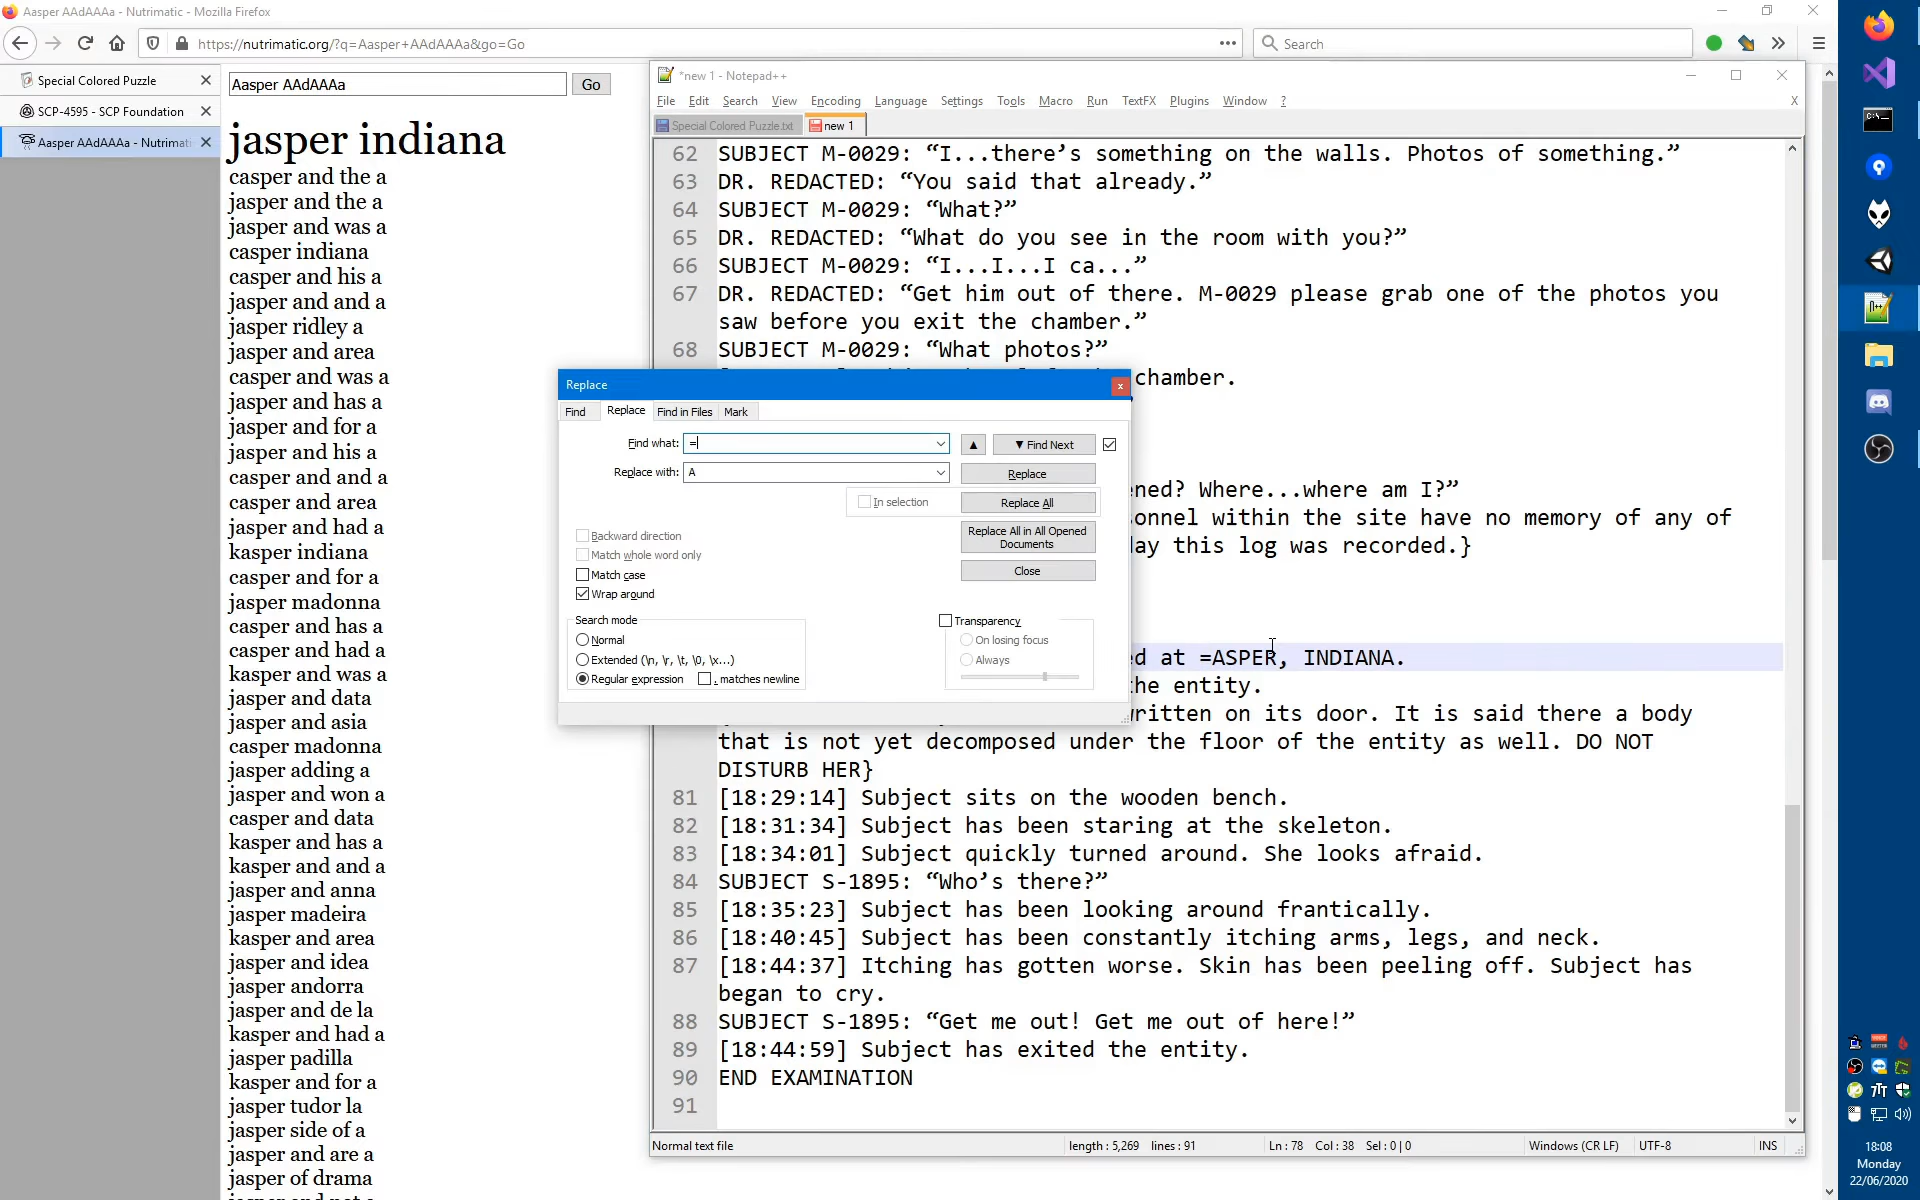 Aasper AAdAAAa - Nutrimatic - Mozilla Firefox
https://nutrimatic.org/?q=Aasper+AAdAAAa&go=Go
Search
Special Colored Puzzle
SCP-4595 - SCP Foundation
Aasper AAdAAAa - Nutrimati
Aasper AAdAAAa
Go
jasper indiana
casper and the a
jasper and the a
jasper and was a
casper indiana
casper and his a
jasper and and a
jasper ridley a
jasper and area
casper and was a
jasper and has a
jasper and for a
jasper and his a
casper and and a
casper and area
jasper and had a
kasper indiana
casper and for a
jasper madonna
casper and has a
casper and had a
kasper and was a
jasper and data
jasper and asia
casper madonna
jasper adding a
jasper and won a
casper and data
kasper and has a
kasper and and a
jasper and anna
jasper madeira
kasper and area
jasper and idea
jasper andorra
jasper and de la
kasper and had a
jasper padilla
kasper and for a
jasper tudor la
jasper side of a
jasper and are a
jasper of drama
*new 1 - Notepad++
File Edit Search View Encoding Language Settings Tools Macro Run TextFX Plugins Window ?
X
Special Colored Puzzle.txt
new 1
62 SUBJECT M-0029: “I...there’s something on the walls. Photos of something.”
63 DR. REDACTED: “You said that already.”
64 SUBJECT M-0029: “What?”
65 DR. REDACTED: “What do you see in the room with you?”
66 SUBJECT M-0029: “I...I...I ca...”
67 DR. REDACTED: “Get him out of there. M-0029 please grab one of the photos you
saw before you exit the chamber.”
68 SUBJECT M-0029: “What photos?”
chamber.
ned? Where...where am I?”
sonnel within the site have no memory of any of
lay this log was recorded.}
ed at =ASPER, INDIANA.
he entity.
written on its door. It is said there a body
that is not yet decomposed under the floor of the entity as well. DO NOT
DISTURB HER}
81 [18:29:14] Subject sits on the wooden bench.
82 [18:31:34] Subject has been staring at the skeleton.
83 [18:34:01] Subject quickly turned around. She looks afraid.
84 SUBJECT S-1895: “Who’s there?”
85 [18:35:23] Subject has been looking around frantically.
86 [18:40:45] Subject has been constantly itching arms, legs, and neck.
87 [18:44:37] Itching has gotten worse. Skin has been peeling off. Subject has
began to cry.
88 SUBJECT S-1895: “Get me out! Get me out of here!”
89 [18:44:59] Subject has exited the entity.
90 END EXAMINATION
91
Normal text file
length : 5,269 lines : 91
Ln : 78 Col : 38 Sel : 0 | 0
Windows (CR LF)
UTF-8
INS
Replace
Find
Replace
Find in Files
Mark
Find what:
=
▲
▼ Find Next
Replace with:
A
Replace
In selection
Replace All
Backward direction
Replace All in All Opened
Documents
Match whole word only
Close
Match case
Wrap around
Search mode
Normal
Extended (\n, \r, \t, \0, \x...)
Regular expression
. matches newline
Transparency
On losing focus
Always
18:08
Monday
22/06/2020